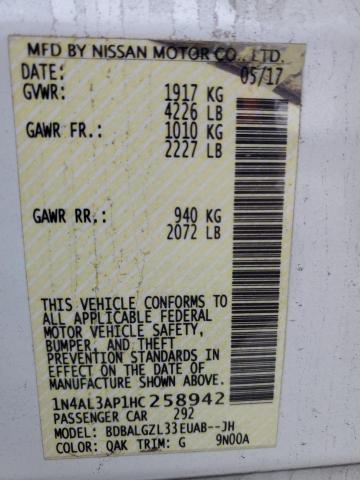 MFD BY NISSAN MOTOR CO., LTD.
DATE: 05/17
GVWR: 1917 KG
4226 LB
GAWR FR: 1010 KG
2227 LB
GAWR RR: 940 KG
2072 LB
THIS VEHICLE CONFORMS TO
ALL APPLICABLE FEDERAL
MOTOR VEHICLE SAFETY,
BUMPER, AND THEFT
PREVENTION STANDARDS IN
EFFECT ON THE DATE OF
MANUFACTURE SHOWN ABOVE.
1N4AL3AP1HC258942
PASSENGER CAR 292
MODEL: BDBALGZL33EUAB--JH
COLOR: QAK TRIM: G 9N00A